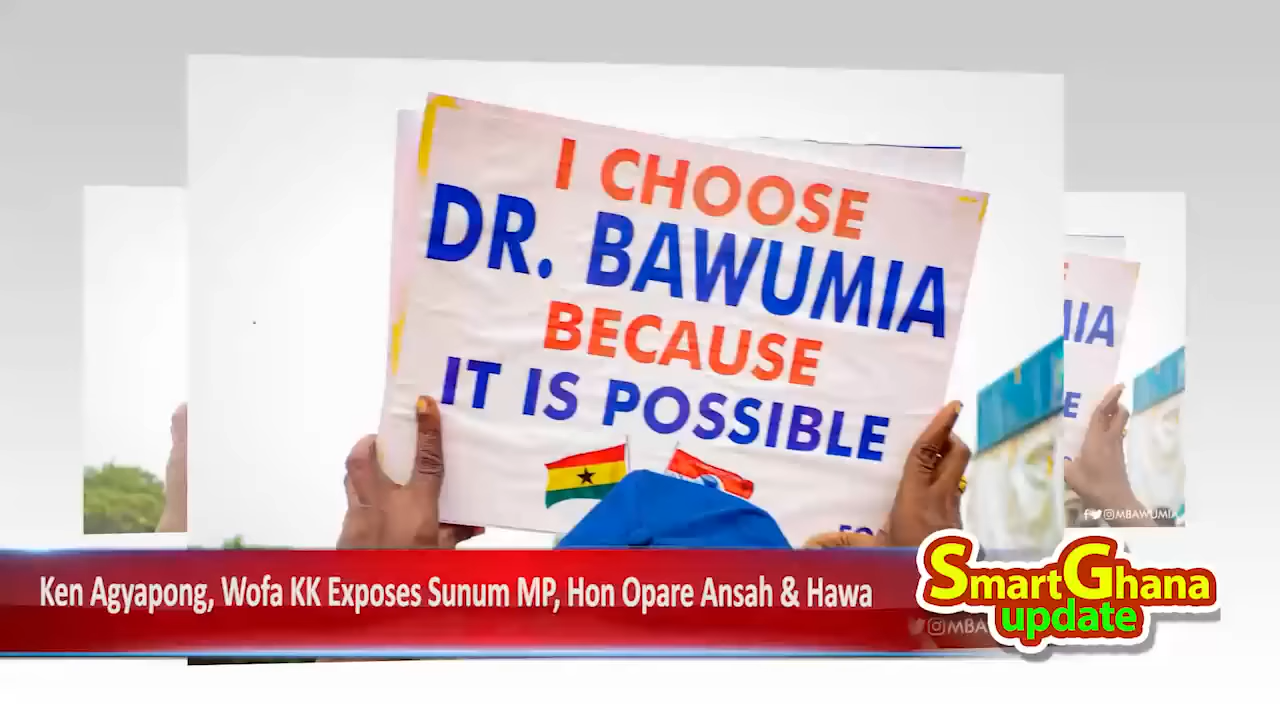 I CHOOSE
DR. BAWUMIA
BECAUSE
IT IS POSSIBLE
IA
E
MBAWUMIA
Ken Agyapong, Wofa KK Exposes Sunum MP, Hon Opare Ansah & Hawa
SmartGhana
update